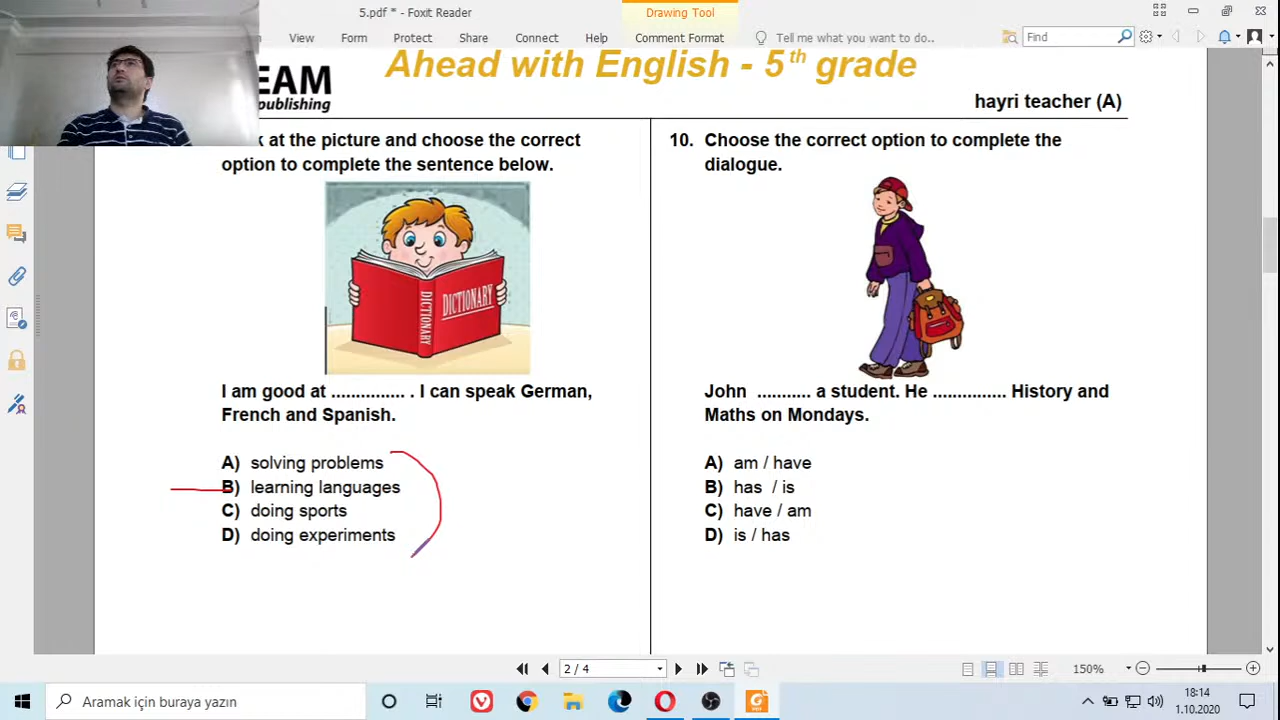 5.pdf * - Foxit Reader
Drawing Tool
View Form Protect Share Connect Help Comment Format Tell me what you want to do.. Find
Ahead with English - 5th grade
EAM
publishing
hayri teacher (A)
k at the picture and choose the correct
option to complete the sentence below.
DICTIONARY
DICTIONARY
I am good at ............... . I can speak German,
French and Spanish.
A) solving problems
B) learning languages
C) doing sports
D) doing experiments
10. Choose the correct option to complete the
dialogue.
John ........... a student. He ............... History and
Maths on Mondays.
A) am / have
B) has / is
C) have / am
D) is / has
2 / 4
150%
Aramak için buraya yazın
18:14
1.10.2020